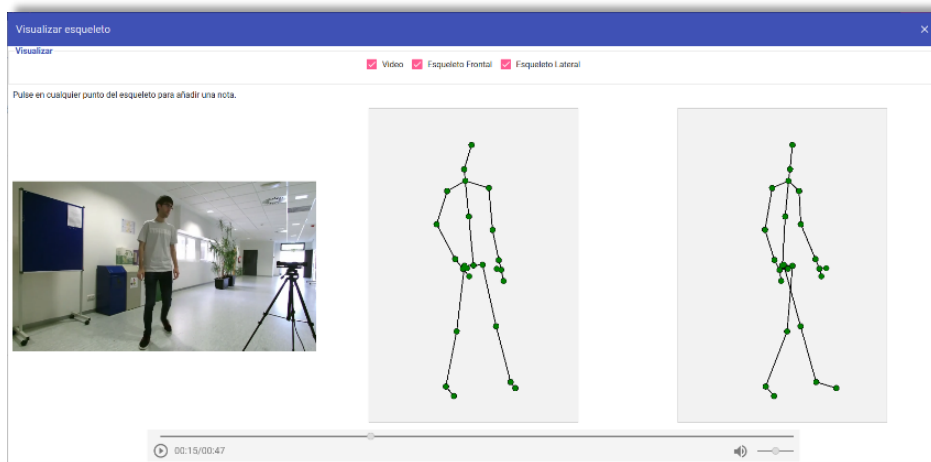 Visualizar esqueleto
Visualizar
Video Esqueleto Frontal Esqueleto Lateral
Pulse en cualquier punto del esqueleto para añadir una nota.
00:15/00:47